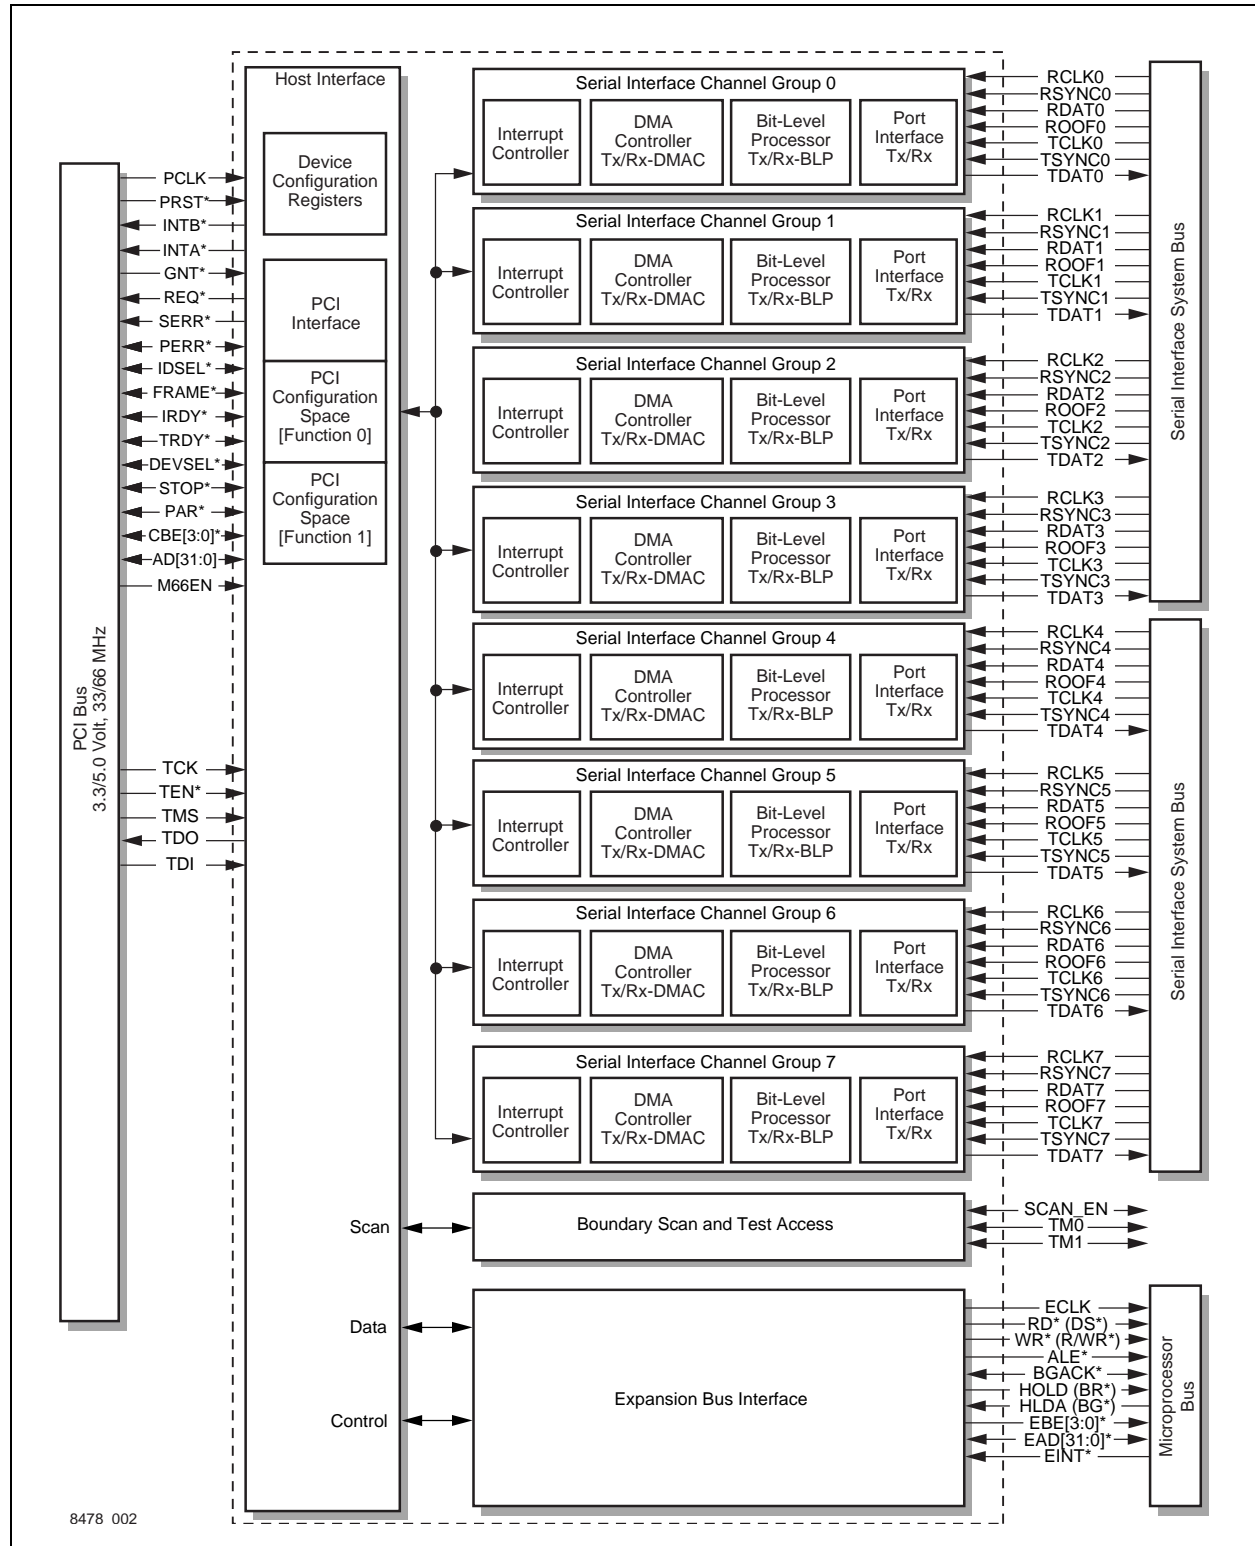 Host Interface
Device
Configuration
Registers
PCI
Interface
PCI
Configuration
Space
[Function 0]
PCI
Configuration
Space
[Function 1]
PCI Bus
3.3/5.0 Volt, 33/66 MHz
PCLK
PRST*
INTB*
INTA*
GNT*
REQ*
SERR*
PERR*
IDSEL*
FRAME*
IRDY*
TRDY*
DEVSEL*
STOP*
PAR*
CBE[3:0]*
AD[31:0]
M66EN
TCK
TEN*
TMS
TDO
TDI
Scan
Data
Control
Serial Interface Channel Group 0
Interrupt
Controller
DMA
Controller
Tx/Rx-DMAC
Bit-Level
Processor
Tx/Rx-BLP
Port
Interface
Tx/Rx
RCLK0
RSYNC0
RDAT0
ROOF0
TCLK0
TSYNC0
TDAT0
Serial Interface Channel Group 1
Interrupt
Controller
DMA
Controller
Tx/Rx-DMAC
Bit-Level
Processor
Tx/Rx-BLP
Port
Interface
Tx/Rx
RCLK1
RSYNC1
RDAT1
ROOF1
TCLK1
TSYNC1
TDAT1
Serial Interface Channel Group 2
Interrupt
Controller
DMA
Controller
Tx/Rx-DMAC
Bit-Level
Processor
Tx/Rx-BLP
Port
Interface
Tx/Rx
RCLK2
RSYNC2
RDAT2
ROOF2
TCLK2
TSYNC2
TDAT2
Serial Interface Channel Group 3
Interrupt
Controller
DMA
Controller
Tx/Rx-DMAC
Bit-Level
Processor
Tx/Rx-BLP
Port
Interface
Tx/Rx
RCLK3
RSYNC3
RDAT3
ROOF3
TCLK3
TSYNC3
TDAT3
Serial Interface System Bus
Serial Interface Channel Group 4
Interrupt
Controller
DMA
Controller
Tx/Rx-DMAC
Bit-Level
Processor
Tx/Rx-BLP
Port
Interface
Tx/Rx
RCLK4
RSYNC4
RDAT4
ROOF4
TCLK4
TSYNC4
TDAT4
Serial Interface Channel Group 5
Interrupt
Controller
DMA
Controller
Tx/Rx-DMAC
Bit-Level
Processor
Tx/Rx-BLP
Port
Interface
Tx/Rx
RCLK5
RSYNC5
RDAT5
ROOF5
TCLK5
TSYNC5
TDAT5
Serial Interface Channel Group 6
Interrupt
Controller
DMA
Controller
Tx/Rx-DMAC
Bit-Level
Processor
Tx/Rx-BLP
Port
Interface
Tx/Rx
RCLK6
RSYNC6
RDAT6
ROOF6
TCLK6
TSYNC6
TDAT6
Serial Interface Channel Group 7
Interrupt
Controller
DMA
Controller
Tx/Rx-DMAC
Bit-Level
Processor
Tx/Rx-BLP
Port
Interface
Tx/Rx
RCLK7
RSYNC7
RDAT7
ROOF7
TCLK7
TSYNC7
TDAT7
Serial Interface System Bus
Boundary Scan and Test Access
SCAN_EN
TM0
TM1
Expansion Bus Interface
ECLK
RD* (DS*)
WR* (R/WR*)
ALE*
BGACK*
HOLD (BR*)
HLDA (BG*)
EBE[3:0]*
EAD[31:0]*
EINT*
Microprocessor
Bus
8478_002